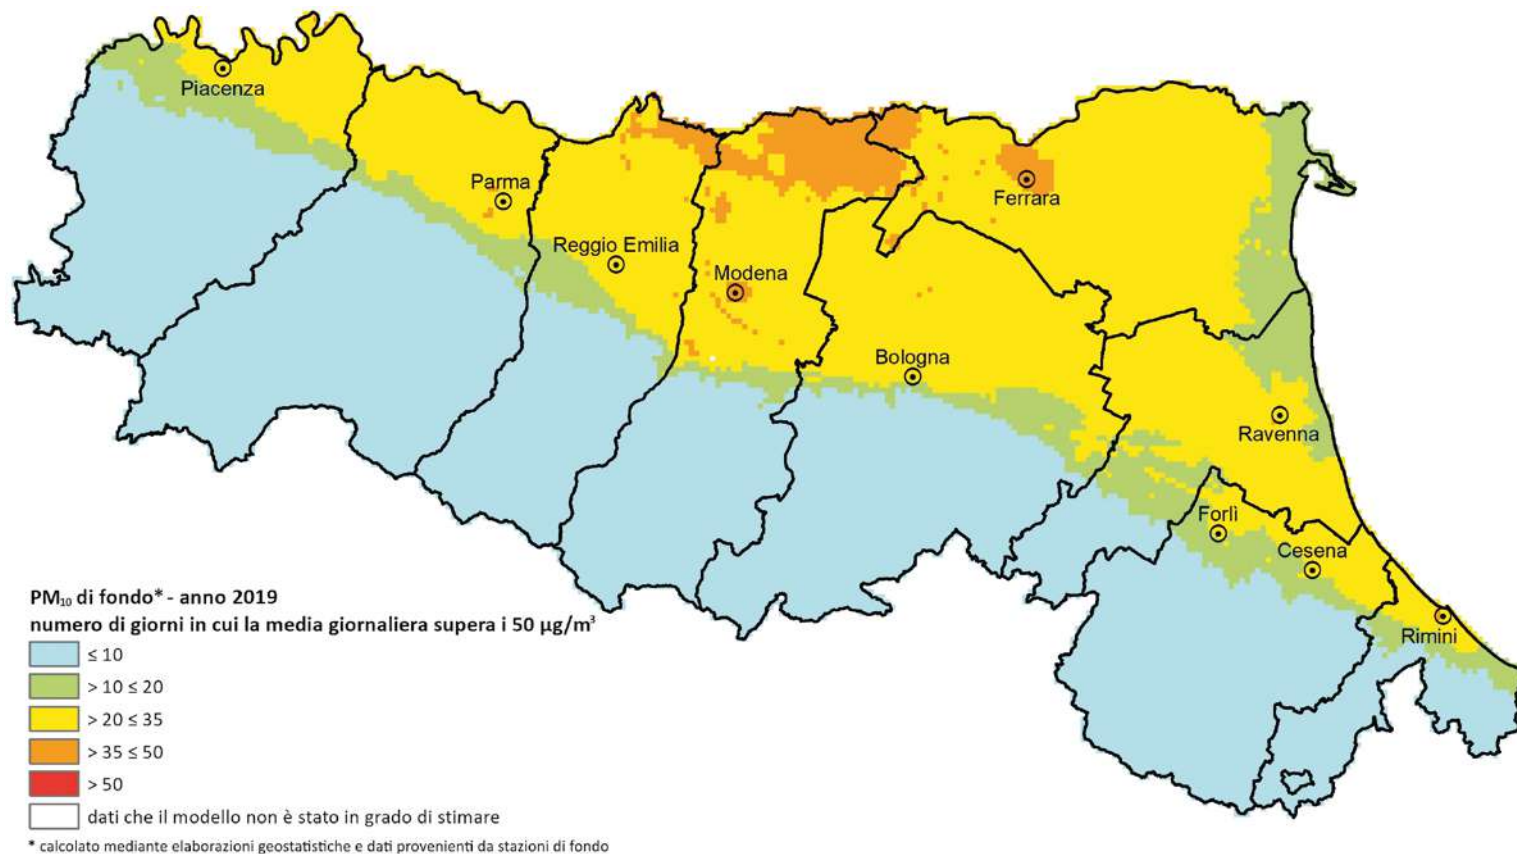 Piacenza
Parma
Ferrara
Reggio Emilia
Modena
Bologna
Ravenna
Forlì
Cesena
Rimini
PM₁₀ di fondo* - anno 2019
numero di giorni in cui la media giornaliera supera i 50 µg/m³
≤ 10
> 10 ≤ 20
> 20 ≤ 35
> 35 ≤ 50
> 50
dati che il modello non è stato in grado di stimare
* calcolato mediante elaborazioni geostatistiche e dati provenienti da stazioni di fondo